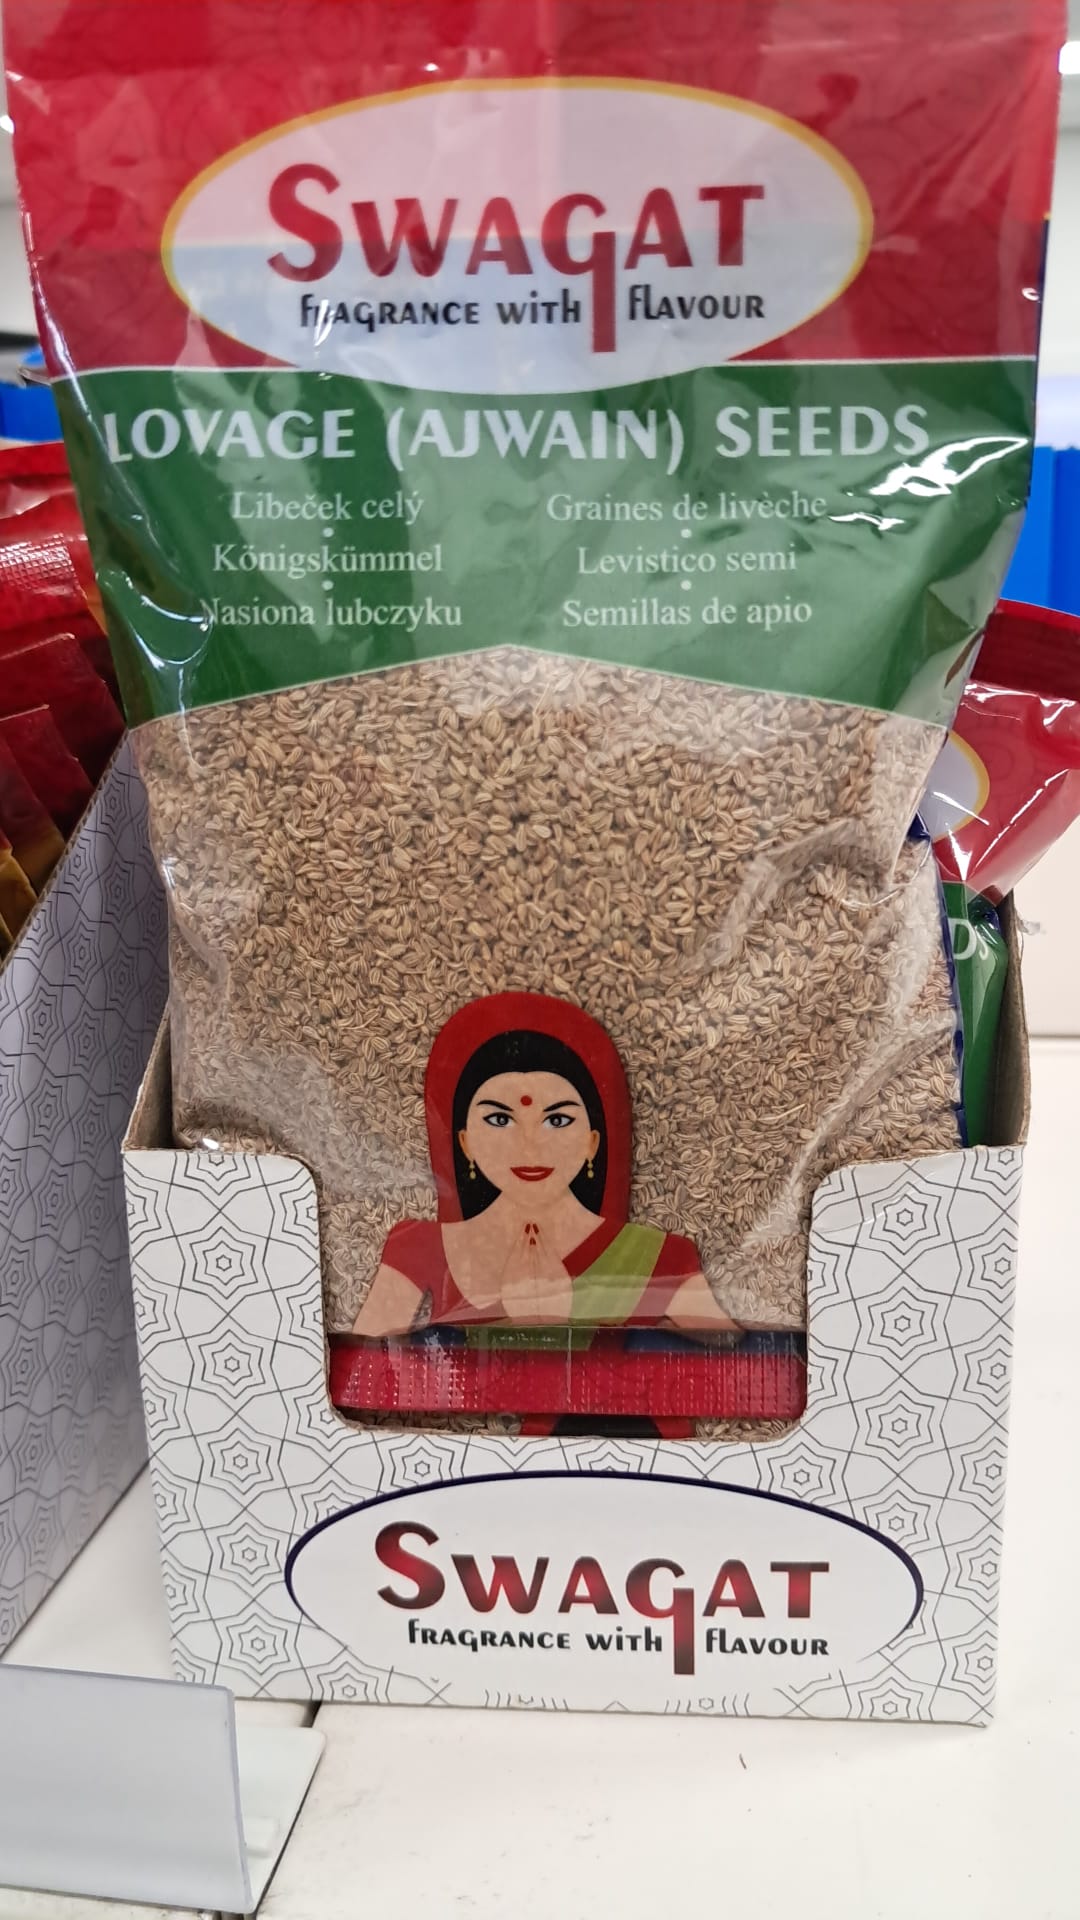 SWAGAT
FRAGRANCE WITH FLAVOUR
LOVAGE (AJWAIN) SEEDS
Libeček celý
Graines de livèche
Königskümmel
Levistico semi
Nasiona lubczyku
Semillas de apio
DS
SWAGAT
FRAGRANCE WITH FLAVOUR